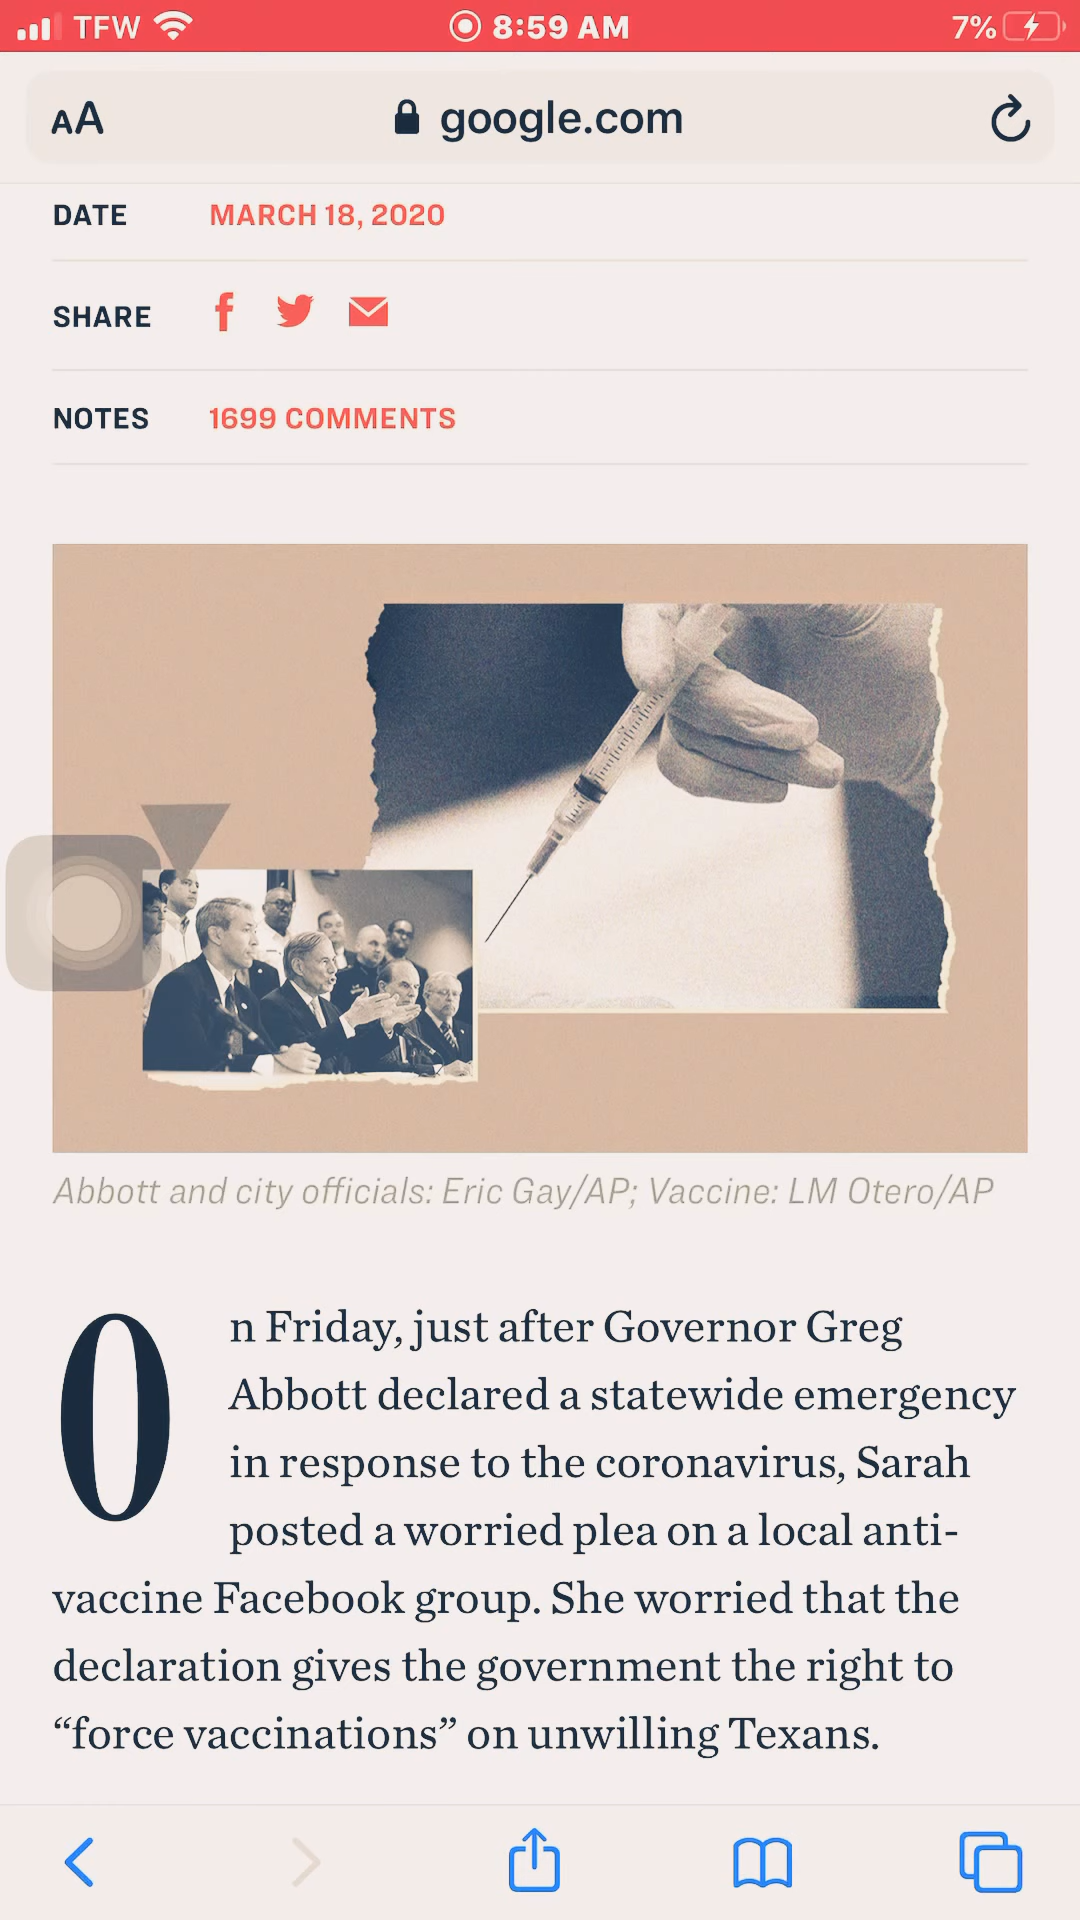 TFW 8:59 AM 7%
AA google.com
DATE MARCH 18, 2020
SHARE
NOTES 1699 COMMENTS
Abbott and city officials: Eric Gay/AP; Vaccine: LM Otero/AP
On Friday, just after Governor Greg
Abbott declared a statewide emergency
in response to the coronavirus, Sarah
posted a worried plea on a local anti-
vaccine Facebook group. She worried that the
declaration gives the government the right to
“force vaccinations” on unwilling Texans.